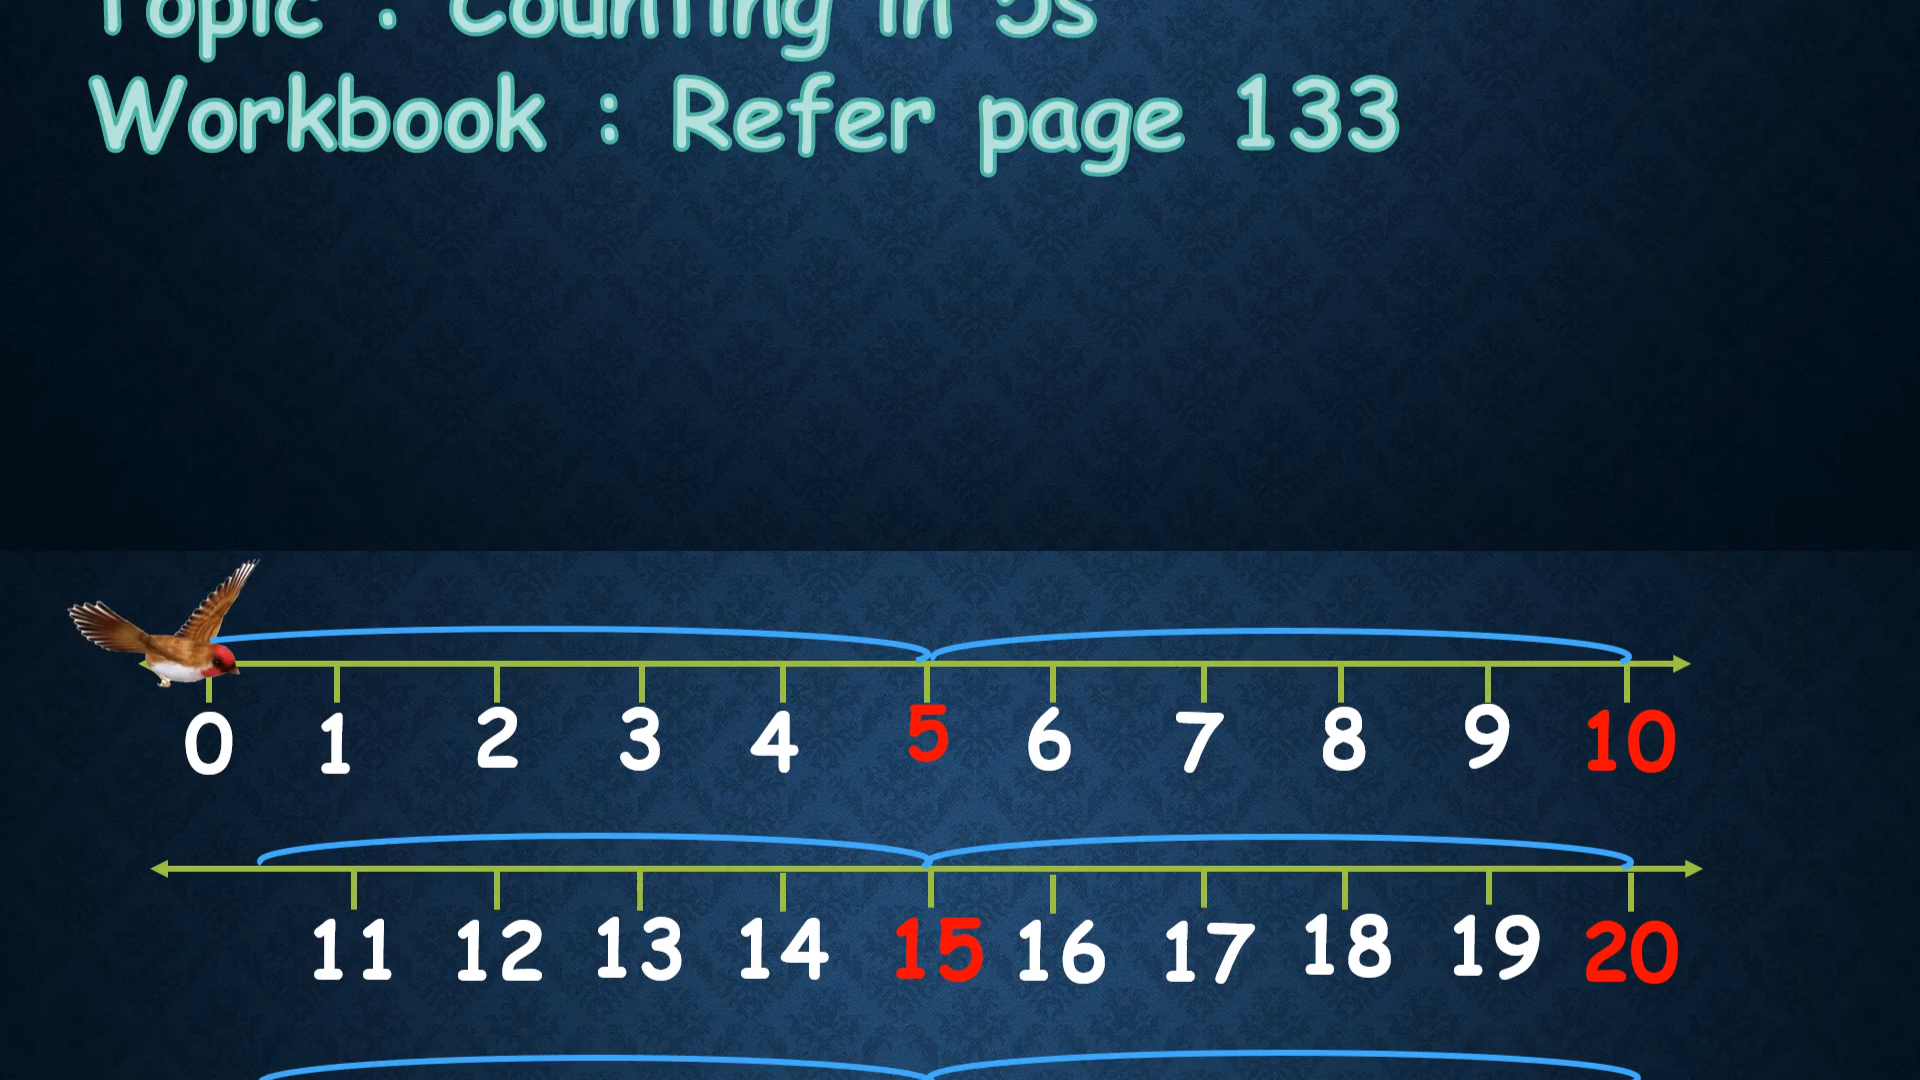 Topic : Counting in 5s
Workbook : Refer page 133
0 1 2 3 4 5 6 7 8 9 10
11 12 13 14 15 16 17 18 19 20